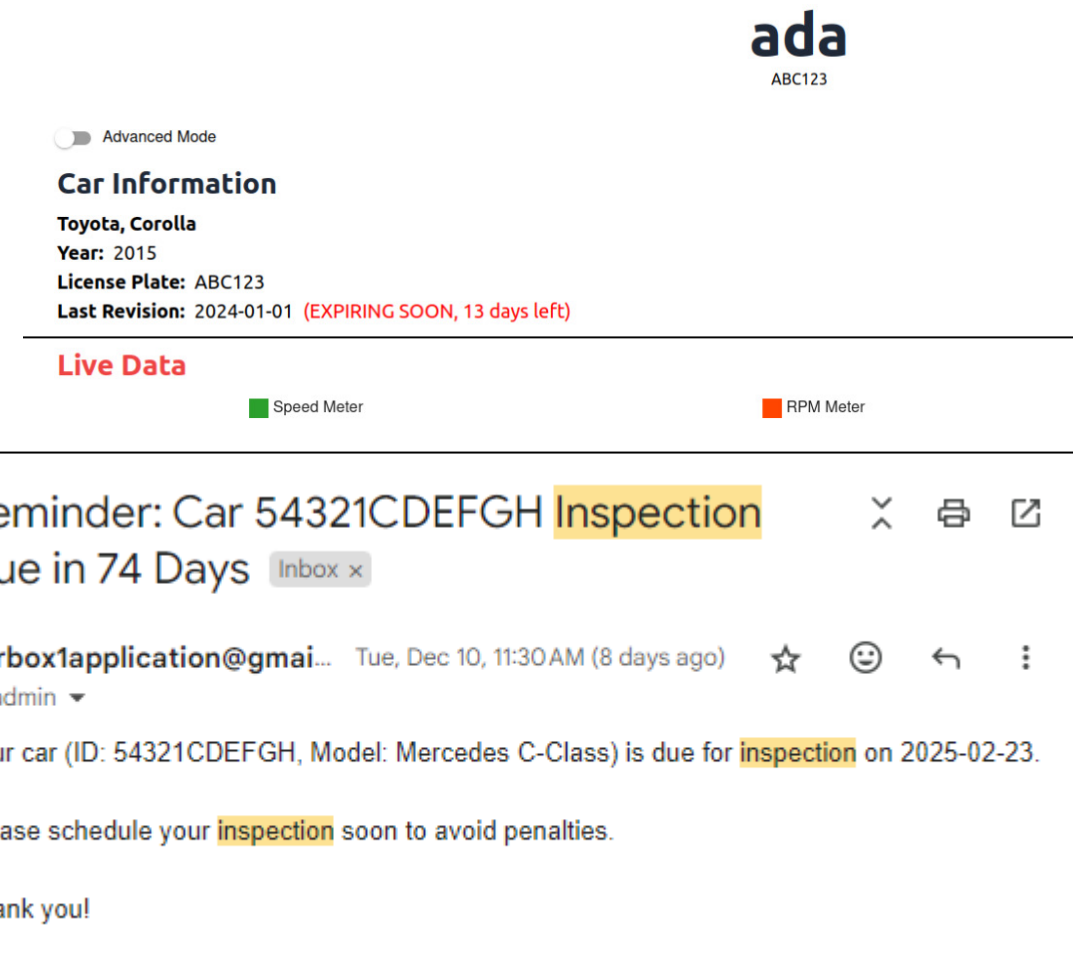 ada
ABC123
Advanced Mode
Car Information
Toyota, Corolla
Year: 2015
License Plate: ABC123
Last Revision: 2024-01-01 (EXPIRING SOON, 13 days left)
Live Data
Speed Meter RPM Meter
eminder: Car 54321CDEFGH Inspection
ue in 74 Days Inbox ×
rbox1application@gmai... Tue, Dec 10, 11:30 AM (8 days ago)
admin
ur car (ID: 54321CDEFGH, Model: Mercedes C-Class) is due for inspection on 2025-02-23.
ase schedule your inspection soon to avoid penalties.
ank you!